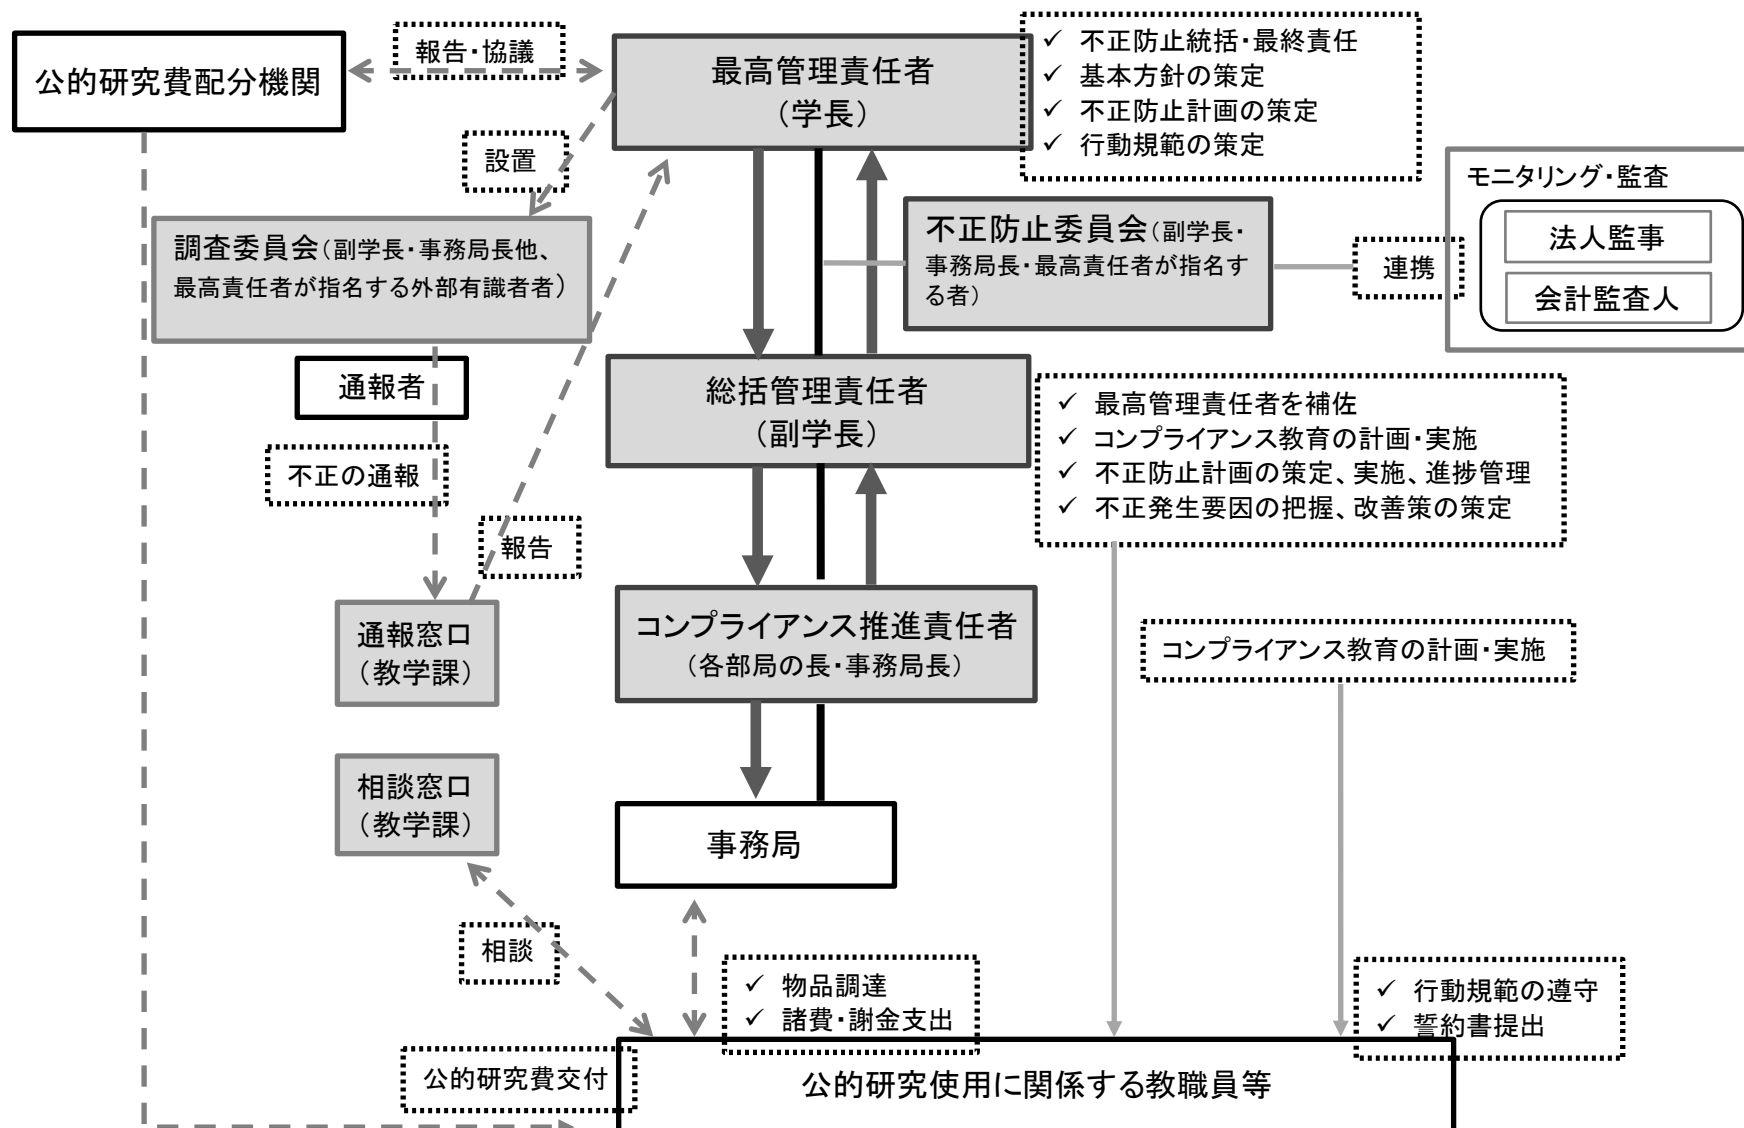 公的研究費配分機関
報告・協議
最高管理責任者
(学長)
✓ 不正防止統括・最終責任
✓ 基本方針の策定
✓ 不正防止計画の策定
✓ 行動規範の策定
設置
モニタリング・監査
法人監事
会計監査人
調査委員会(副学長・事務局長他、
最高責任者が指名する外部有識者者)
不正防止委員会(副学長・
事務局長・最高責任者が指名す
る者)
連携
通報者
総括管理責任者
(副学長)
✓ 最高管理責任者を補佐
✓ コンプライアンス教育の計画・実施
✓ 不正防止計画の策定、実施、進捗管理
✓ 不正発生要因の把握、改善策の策定
不正の通報
報告
通報窓口
(教学課)
コンプライアンス推進責任者
(各部局の長・事務局長)
コンプライアンス教育の計画・実施
相談窓口
(教学課)
事務局
相談
✓ 物品調達
✓ 諸費・謝金支出
✓ 行動規範の遵守
✓ 誓約書提出
公的研究費交付
公的研究使用に関係する教職員等